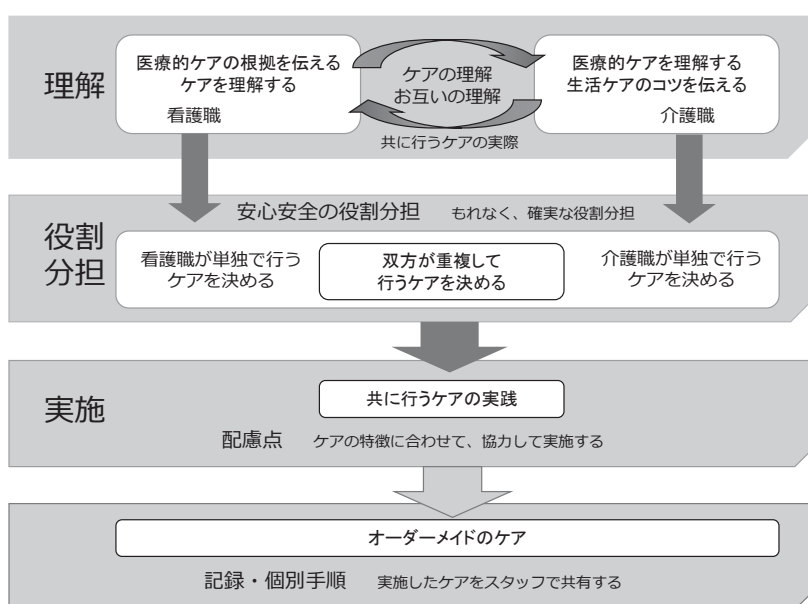 理解
医療的ケアの根拠を伝える
ケアを理解する
看護職
ケアの理解
お互いの理解
共に行うケアの実際
医療的ケアを理解する
生活ケアのコツを伝える
介護職
役割
分担
安心安全の役割分担 もれなく、確実な役割分担
看護職が単独で行う
ケアを決める
双方が重複して
行うケアを決める
介護職が単独で行う
ケアを決める
実施
共に行うケアの実践
配慮点 ケアの特徴に合わせて、協力して実施する
オーダーメイドのケア
記録・個別手順 実施したケアをスタッフで共有する